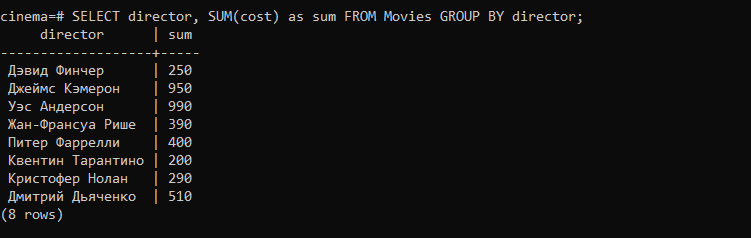 cinema=# SELECT director, SUM(cost) as sum FROM Movies GROUP BY director;
     director      | sum
-------------------+-----
 Дэвид Финчер      | 250
 Джеймс Кэмерон    | 950
 Уэс Андерсон      | 990
 Жан-Франсуа Рише  | 390
 Питер Фаррелли    | 400
 Квентин Тарантино | 200
 Кристофер Нолан   | 290
 Дмитрий Дьяченко  | 510
(8 rows)